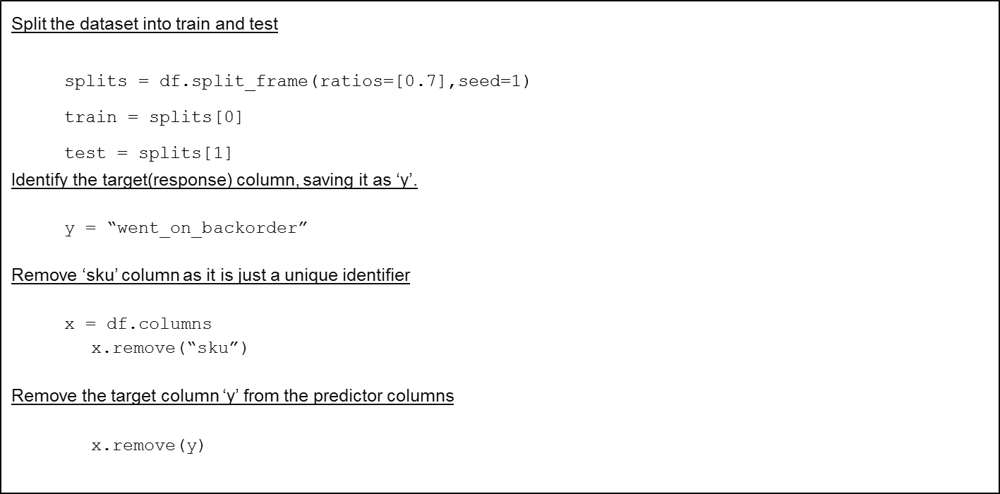 Split the dataset into train and test
splits = df.split_frame(ratios=[0.7],seed=1)
train = splits[0]
test = splits[1]
Identify the target(response) column, saving it as ‘y’.
y = “went_on_backorder”
Remove ‘sku’ column as it is just a unique identifier
x = df.columns
x.remove(“sku”)
Remove the target column ‘y’ from the predictor columns
x.remove(y)